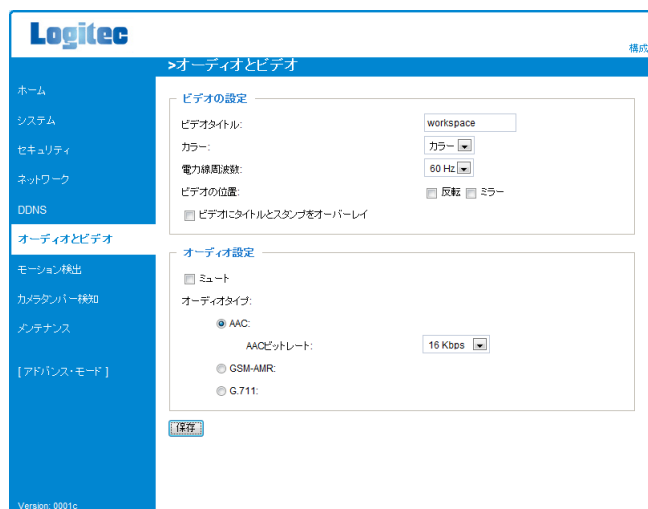 Logitec
構成
>オーディオとビデオ
ホーム
システム
セキュリティ
ネットワーク
DDNS
オーディオとビデオ
モーション検出
カメラタンパー検知
メンテナンス
[アドバンス・モード]
Version: 0001c
ビデオの設定
ビデオタイトル: workspace
カラー: カラー
電力線周波数: 60 Hz
ビデオの位置: 反転 ミラー
ビデオにタイトルとスタンプをオーバーレイ
オーディオ設定
ミュート
オーディオタイプ:
AAC:
AACビットレート: 16 Kbps
GSM-AMR:
G.711:
保存